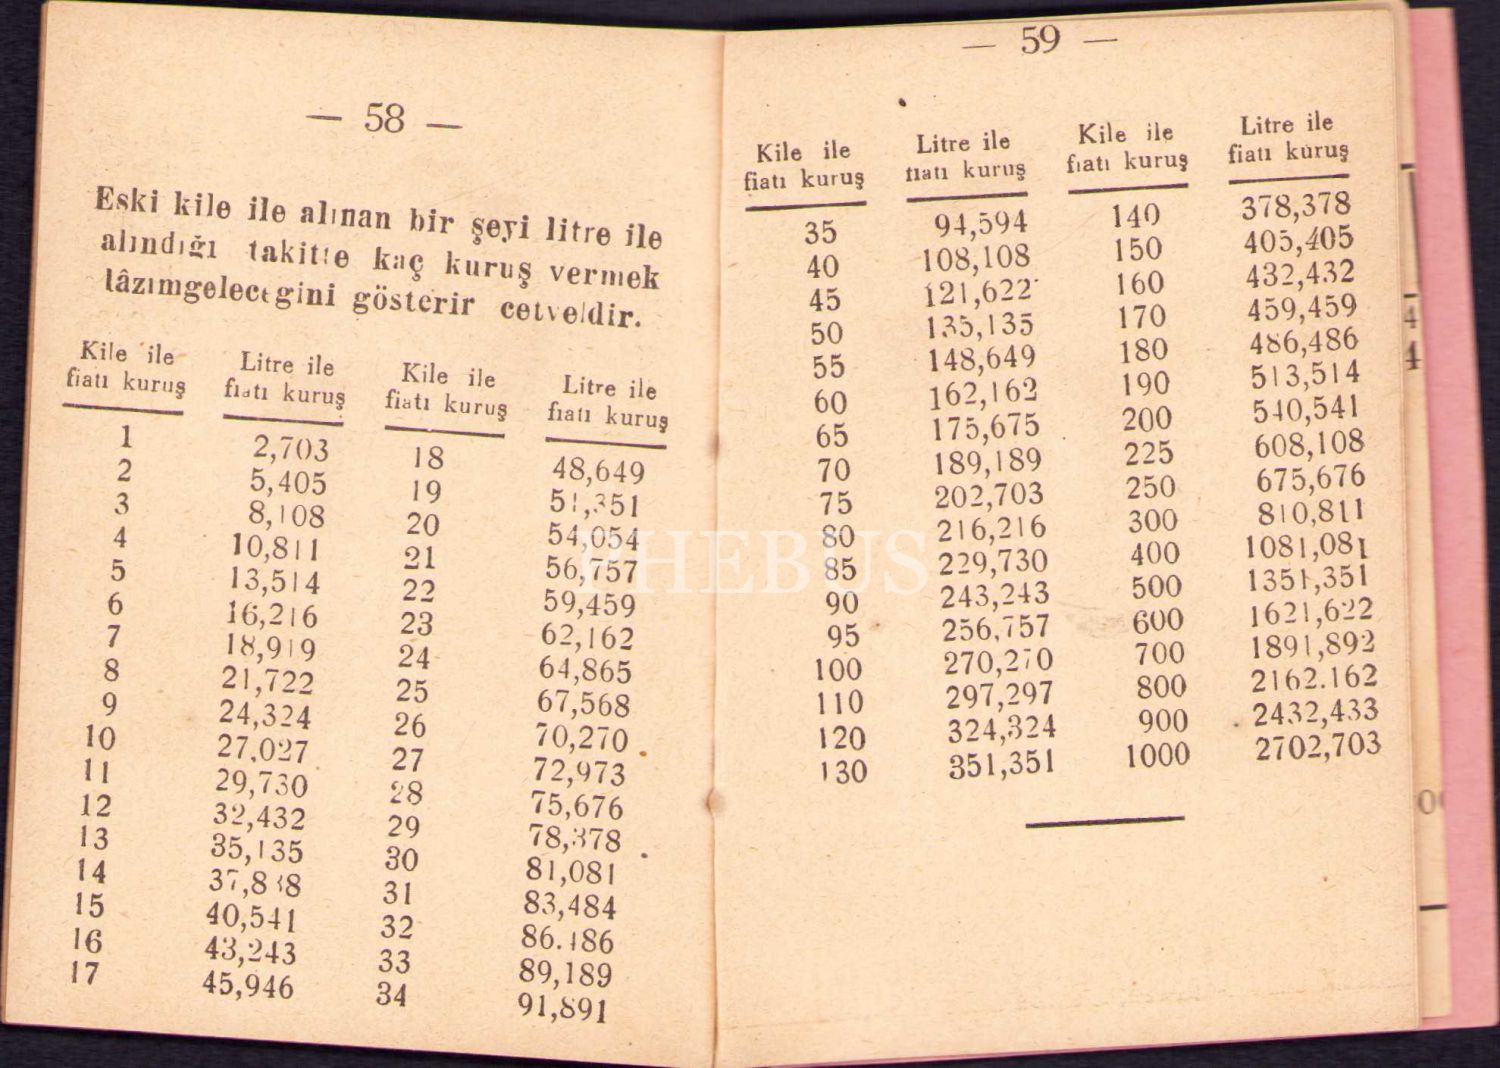 — 58 —
Eski kile ile alınan bir şeyi litre ile
alındığı takitte kaç kuruş vermek
lâzımgelecegini gösterir cetveldir.
Kile ile fiatı kuruş Litre ile fiatı kuruş Kile ile fiatı kuruş Litre ile fiatı kuruş
1 2,703 18 48,649
2 5,405 19 51,351
3 8,108 20 54,054
4 10,811 21 56,757
5 13,514 22 59,459
6 16,216 23 62,162
7 18,919 24 64,865
8 21,722 25 67,568
9 24,324 26 70,270
10 27,027 27 72,973
11 29,730 28 75,676
12 32,432 29 78,378
13 35,135 30 81,081
14 37,838 31 83,484
15 40,541 32 86.486
16 43,243 33 89,189
17 45,946 34 91,891
— 59 —
Kile ile fiatı kuruş Litre ile fiatı kuruş Kile ile fiatı kuruş Litre ile fiatı kuruş
35 94,594 140 378,378
40 108,108 150 405,405
45 121,622 160 432,432
50 135,135 170 459,459
55 148,649 180 486,486
60 162,162 190 513,514
65 175,675 200 540,541
70 189,189 225 608,108
75 202,703 250 675,676
80 216,216 300 810,811
85 229,730 400 1081,081
90 243,243 500 1351,351
95 256,757 600 1621,622
100 270,270 700 1891,892
110 297,297 800 2162.162
120 324,324 900 2432,433
130 351,351 1000 2702,703
PHEBUS